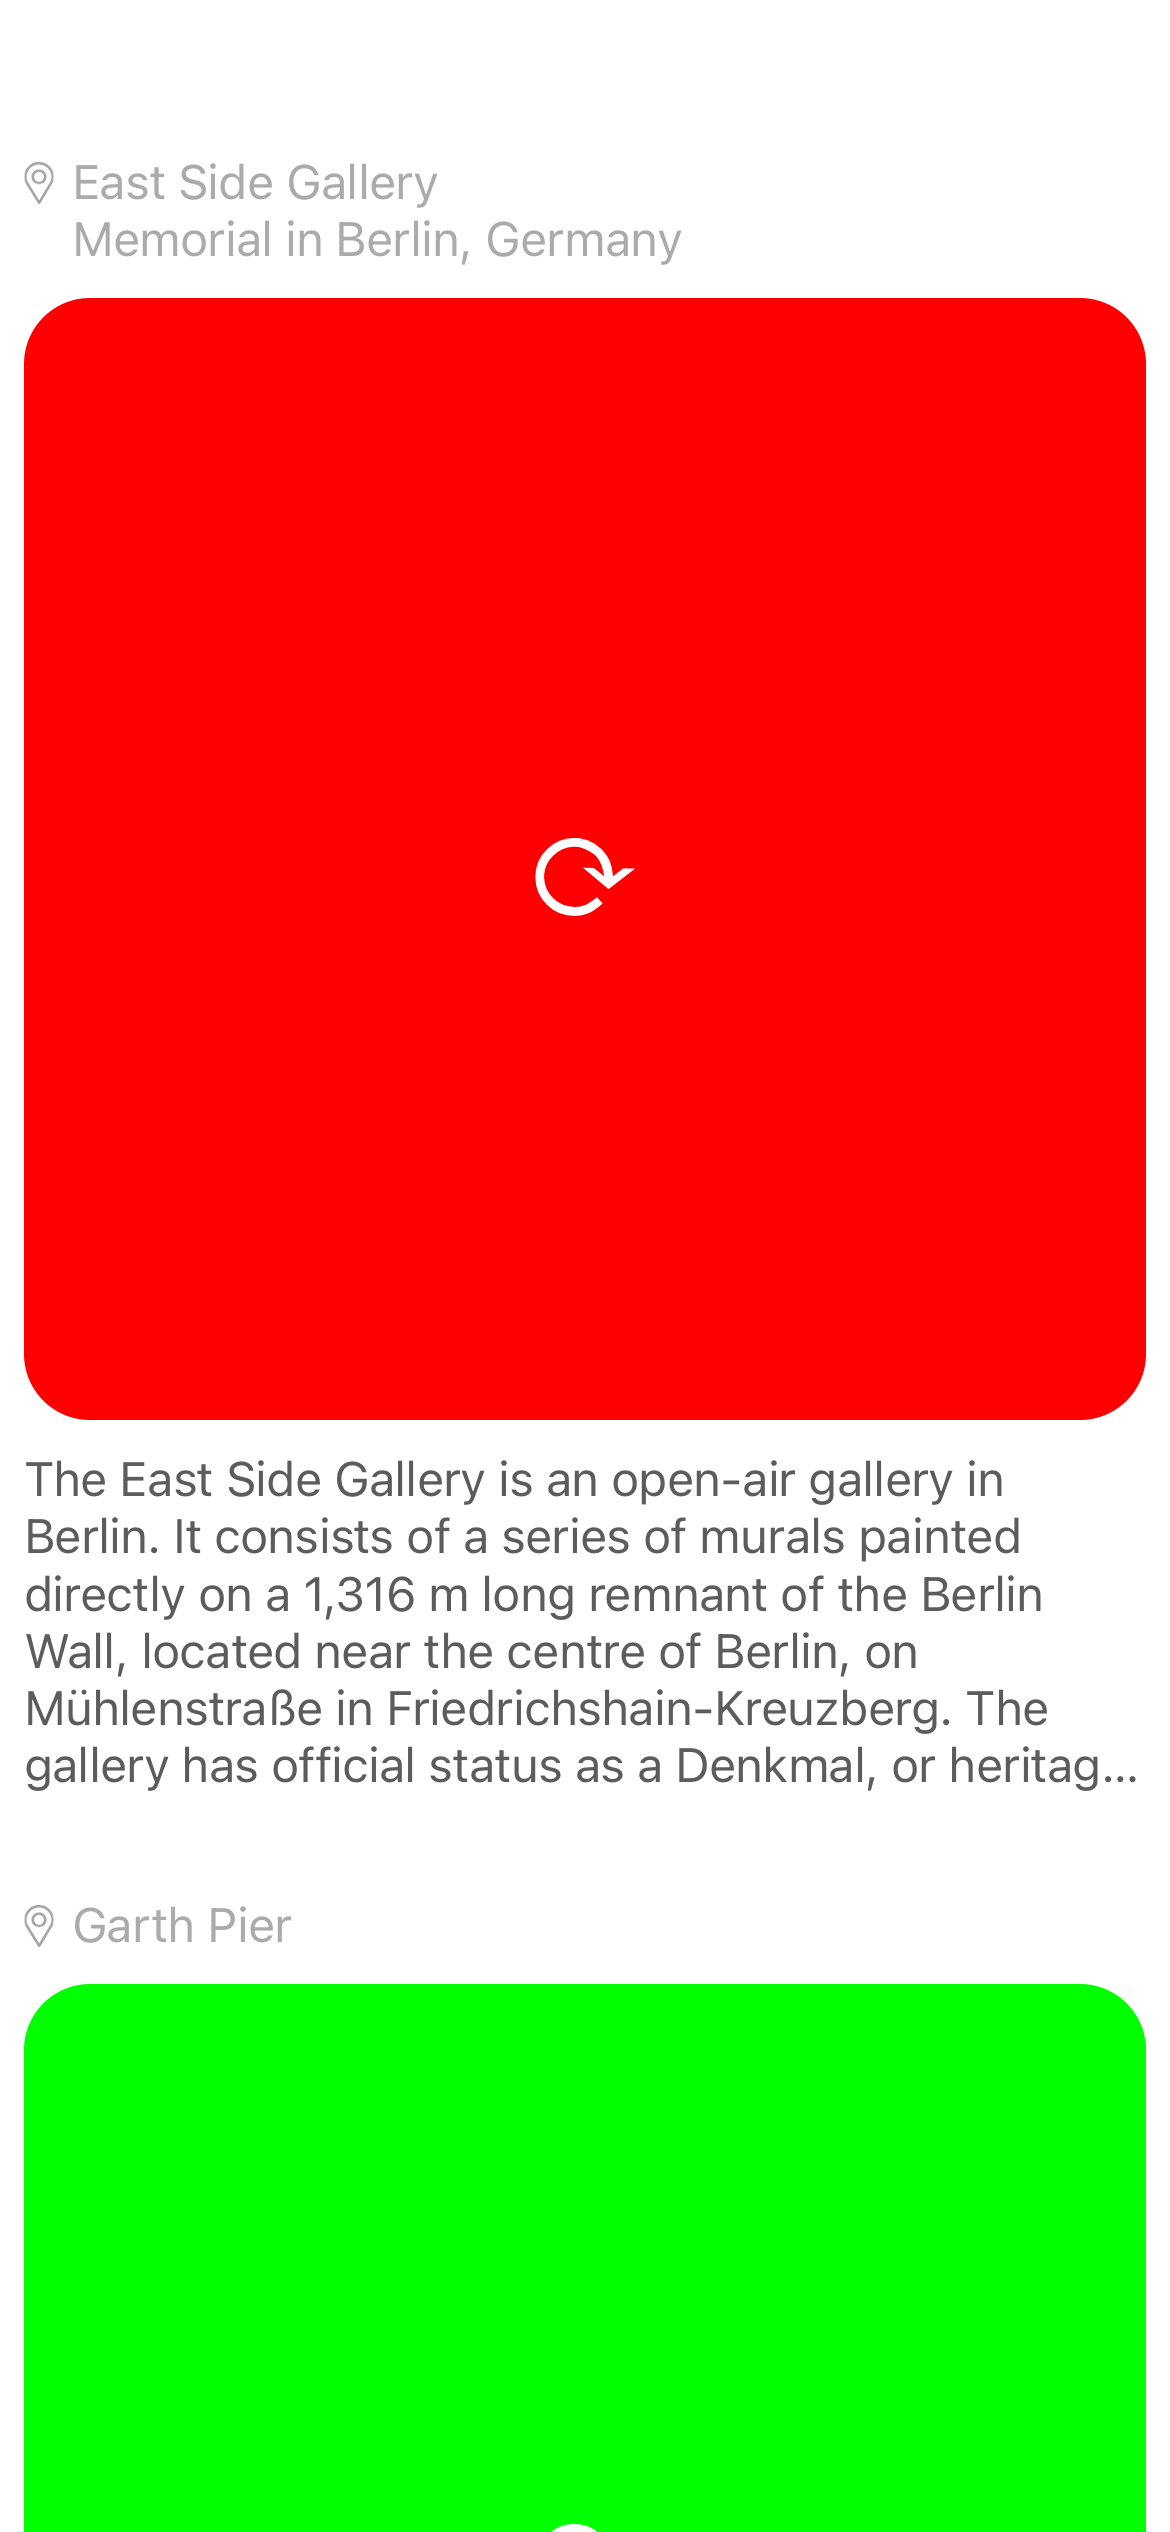 East Side Gallery
Memorial in Berlin, Germany
The East Side Gallery is an open-air gallery in
Berlin. It consists of a series of murals painted
directly on a 1,316 m long remnant of the Berlin
Wall, located near the centre of Berlin, on
Mühlenstraße in Friedrichshain-Kreuzberg. The
gallery has official status as a Denkmal, or heritag…
Garth Pier